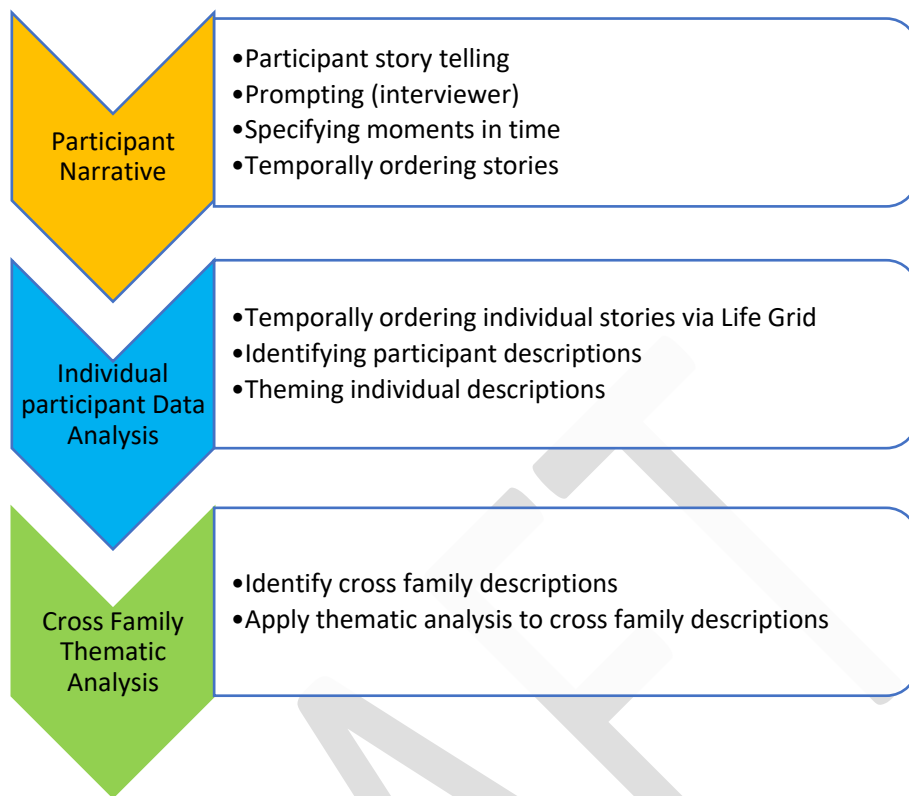 Participant
Narrative
•Participant story telling
•Prompting (interviewer)
•Specifying moments in time
•Temporally ordering stories
Individual
participant Data
Analysis
•Temporally ordering individual stories via Life Grid
•Identifying participant descriptions
•Theming individual descriptions
Cross Family
Thematic
Analysis
•Identify cross family descriptions
•Apply thematic analysis to cross family descriptions
AFT